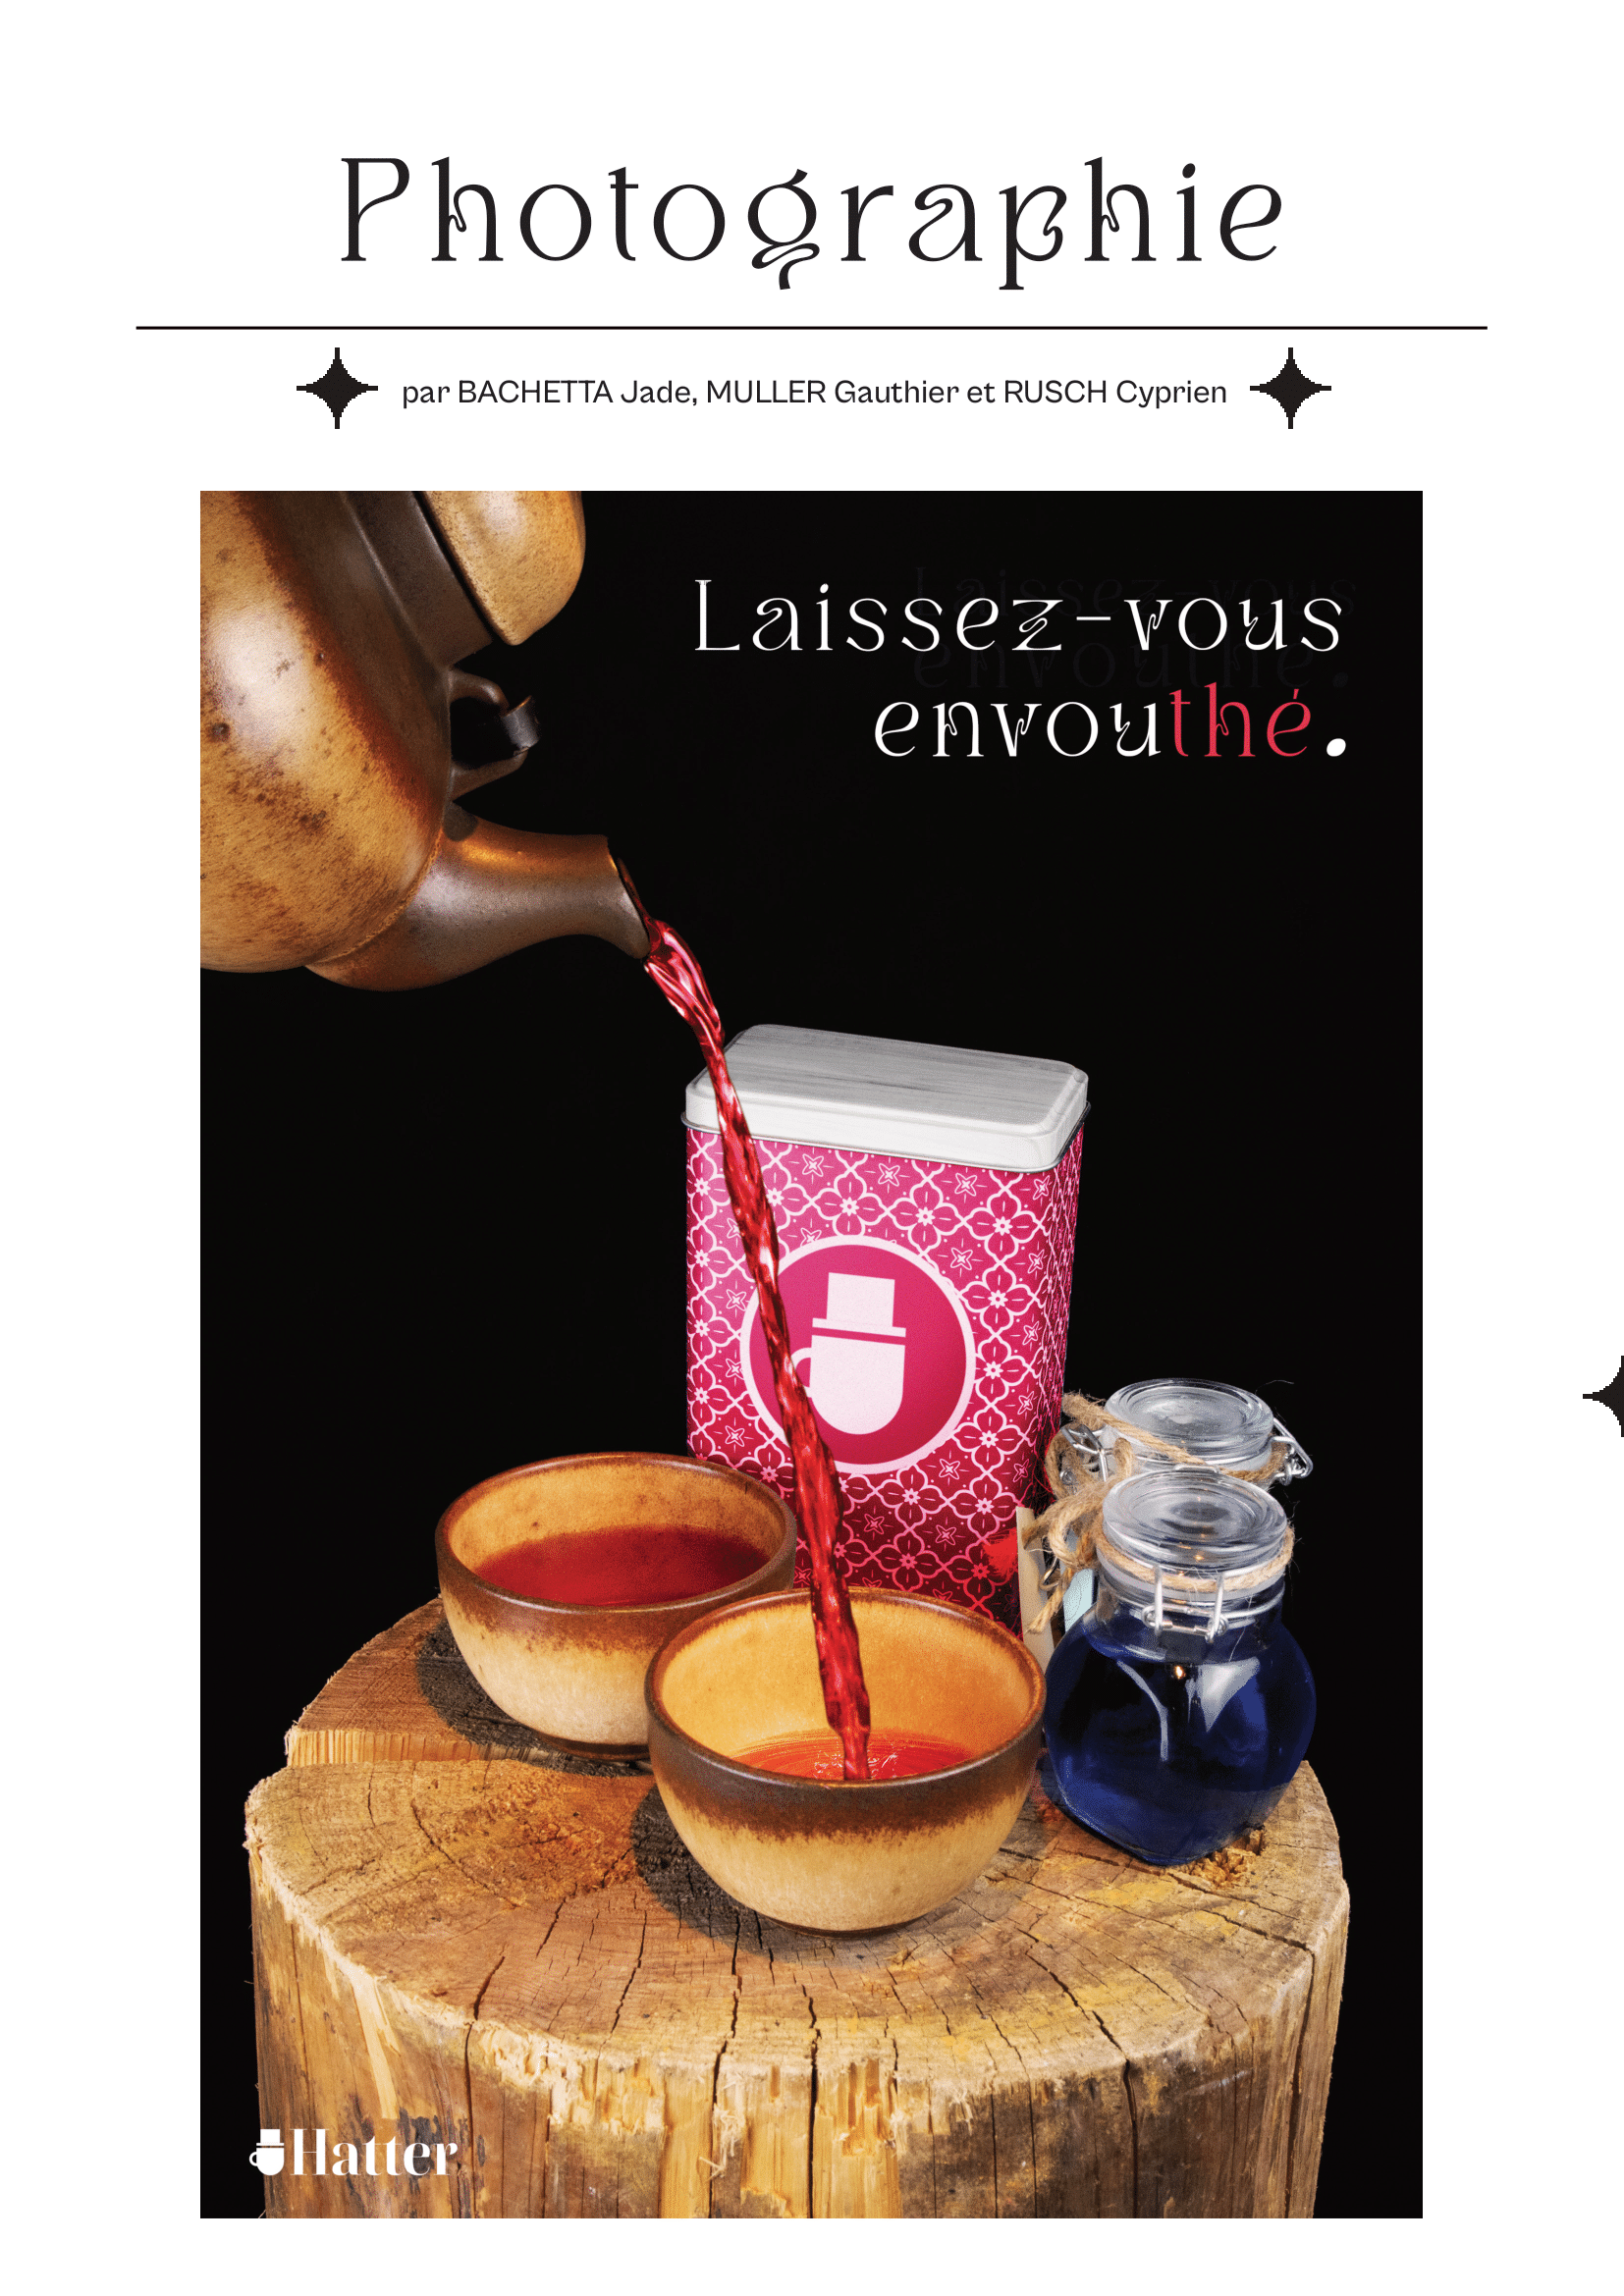 Photographie
par BACHETTA Jade, MULLER Gauthier et RUSCH Cyprien
Laissez-vous
envouthé.
Hatter